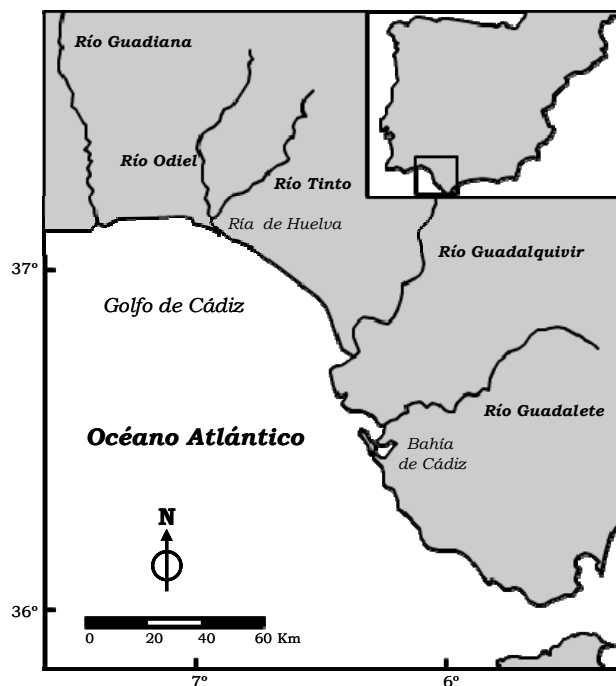 Río Guadiana
Río Odiel
Río Tinto
Ría de Huelva
Río Guadalquivir
37º
Golfo de Cádiz
Río Guadalete
Océano Atlántico
Bahía
de Cádiz
N
36º
0 20 40 60 Km
7º 6º